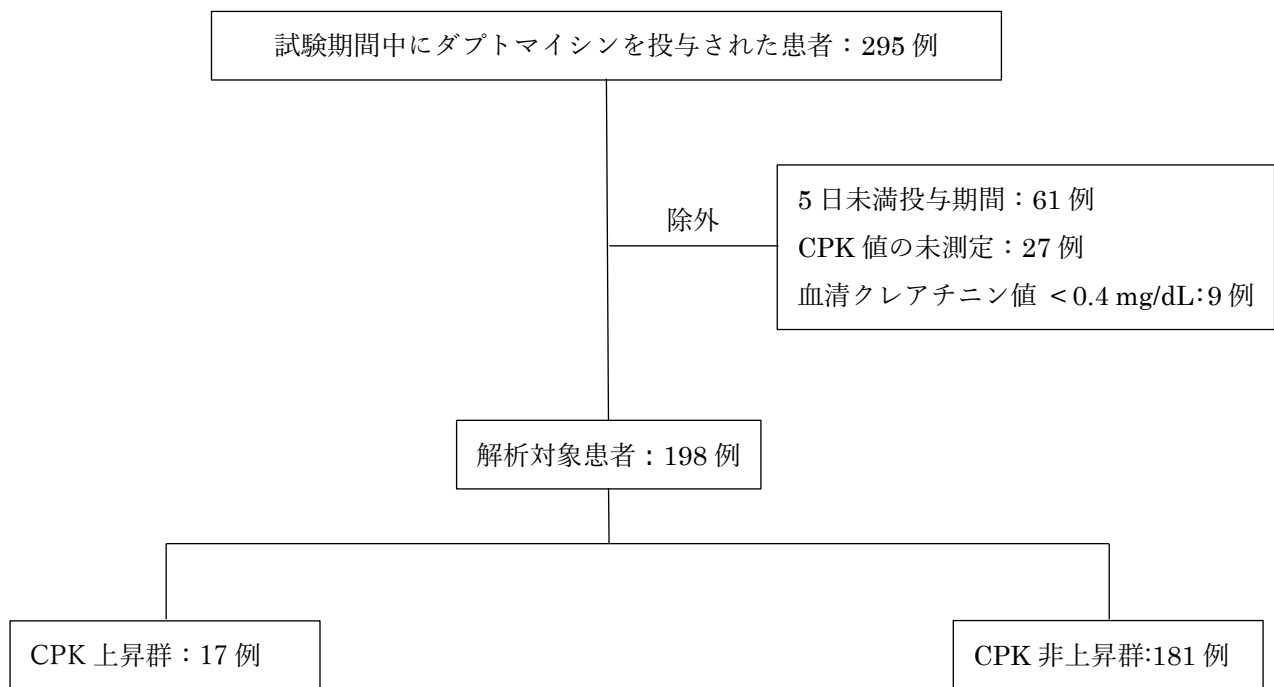 試験期間中にダプトマイシンを投与された患者：295 例
5 日未満投与期間：61 例
除外
CPK 値の未測定：27 例
血清クレアチニン値 ＜0.4 mg/dL:9 例
解析対象患者：198 例
CPK 上昇群：17 例
CPK 非上昇群:181 例